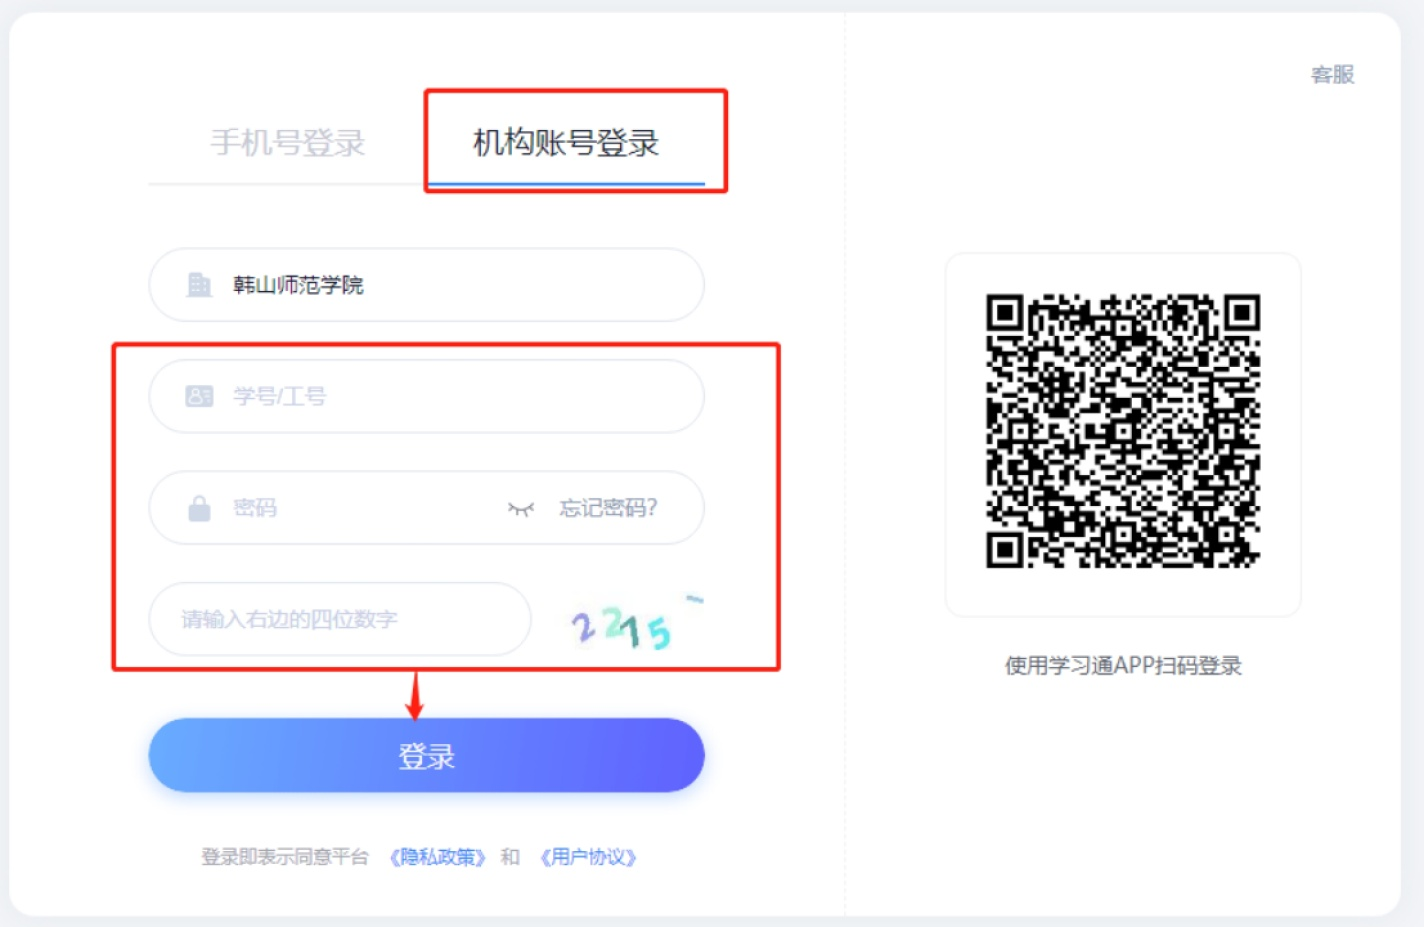 客服
手机号登录 机构账号登录
韩山师范学院
学号/工号
密码 忘记密码?
请输入右边的四位数字 2215
登录
登录即表示同意平台 《隐私政策》 和 《用户协议》
使用学习通APP扫码登录